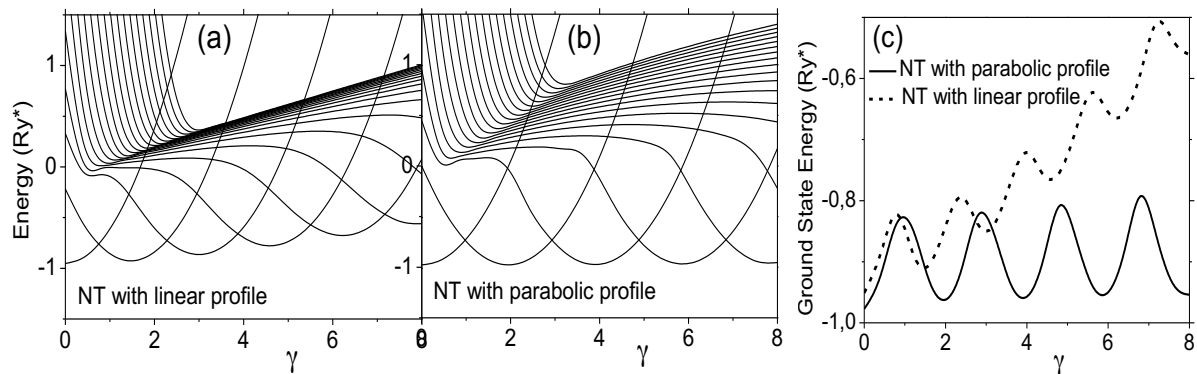 (a)
Energy (Ry*)
1
0
-1
NT with linear profile
0
2
4
6
8
γ
(b)
1
0
-1
NT with parabolic profile
0
2
4
6
8
γ
(c)
Ground State Energy (Ry*)
-0,6
-0,8
-1,0
NT with parabolic profile
NT with linear profile
0
2
4
6
8
γ